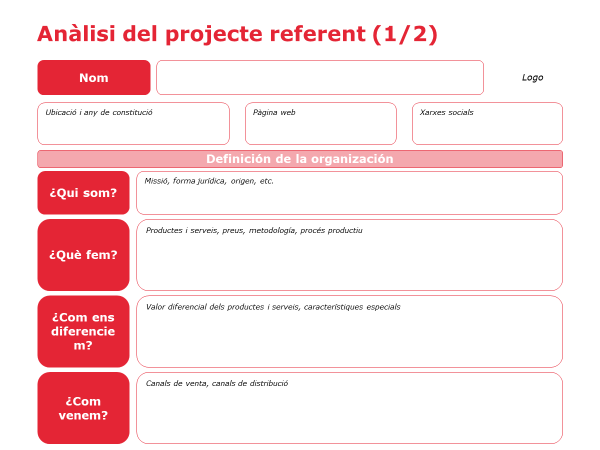 Anàlisi del projecte referent (1/2)
Nom
Logo
Ubicació i any de constitució
Pàgina web
Xarxes socials
Definición de la organización
¿Qui som?
Missió, forma jurídica, origen, etc.
¿Què fem?
Productes i serveis, preus, metodologia, procés productiu
¿Com ens
diferencie
m?
Valor diferencial dels productes i serveis, característiques especials
¿Com
venem?
Canals de venta, canals de distribució